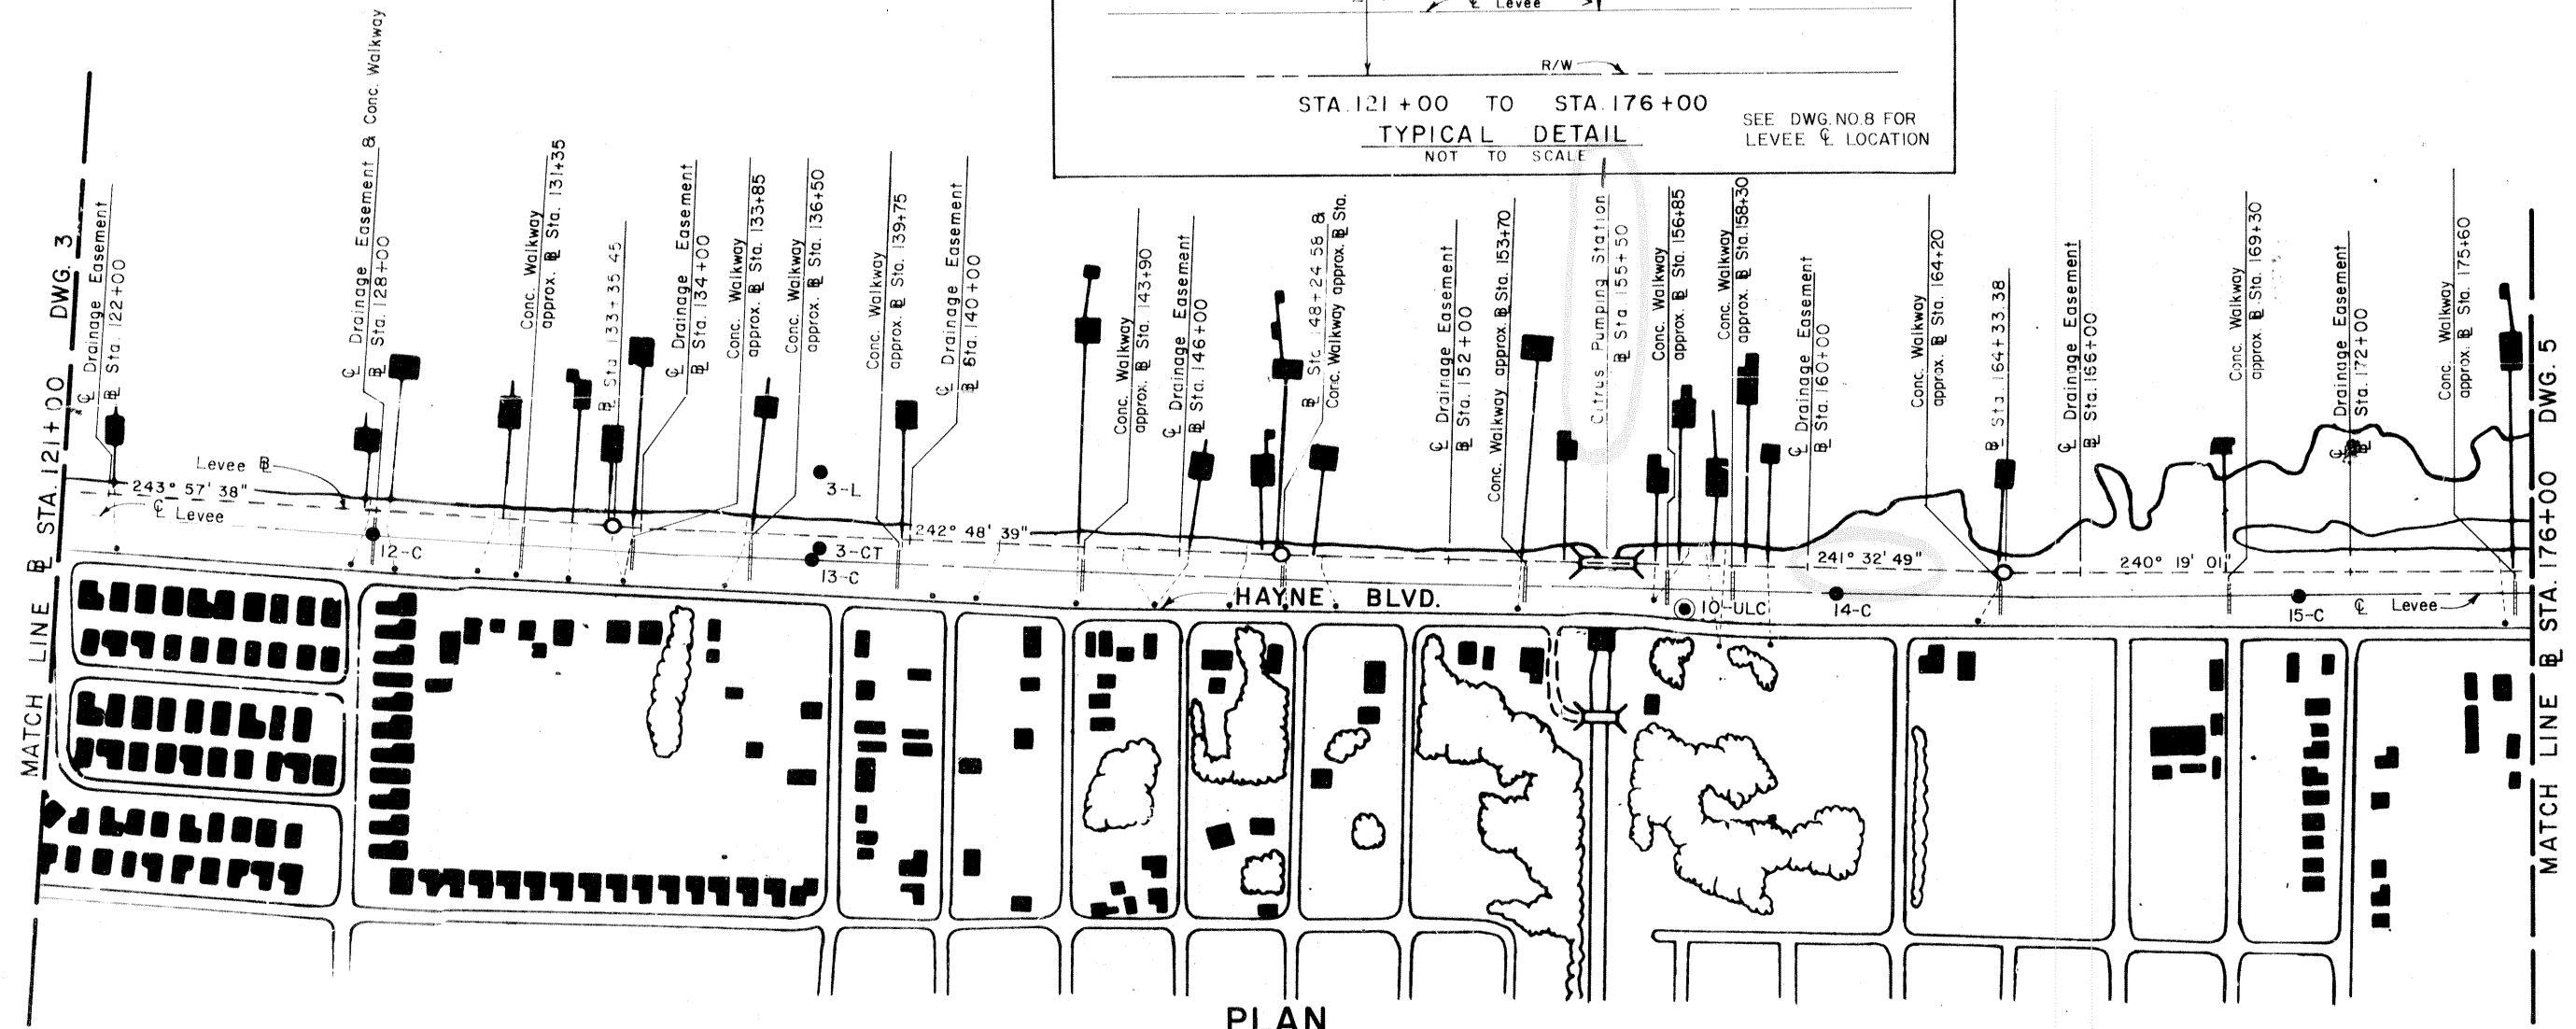 ℄ Levee
R/W
STA. 121+00 TO STA. 176+00
TYPICAL DETAIL
NOT TO SCALE
SEE DWG. NO. 8 FOR
LEVEE ℄ LOCATION
MATCH LINE B̲L STA. 121+00 DWG. 3
℄ Drainage Easement
B̲L Sta. 122+00
℄ Drainage Easement & Conc. Walkway
B̲L Sta. 128+00
Conc. Walkway
approx. B̲L Sta. 131+35
B̲L Sta 133+35 45
℄ Drainage Easement
B̲L Sta. 134+00
Conc. Walkway
approx. B̲L Sta. 133+85
Conc. Walkway
approx. B̲L Sta. 136+50
Conc. Walkway
approx. B̲L Sta. 139+75
℄ Drainage Easement
B̲L Sta. 140+00
Conc. Walkway
approx. B̲L Sta. 143+90
℄ Drainage Easement
B̲L Sta. 146+00
B̲L Sta 148+24 58 &
Conc. Walkway approx. B̲L Sta.
℄ Drainage Easement
B̲L Sta. 152+00
Conc. Walkway approx. B̲L Sta. 153+70
Citrus Pumping Station
B̲L Sta 155+50
Conc. Walkway
approx. B̲L Sta. 156+85
Conc. Walkway
approx. B̲L Sta. 158+30
℄ Drainage Easement
B̲L Sta. 160+00
Conc. Walkway
approx. B̲L Sta. 164+20
B̲L Sta. 164+33.38
℄ Drainage Easement
B̲L Sta. 166+00
Conc. Walkway
approx. B̲L Sta. 169+30
℄ Drainage Easement
B̲L Sta. 172+00
Conc. Walkway
approx. B̲L Sta. 175+60
MATCH LINE B̲L STA. 176+00 DWG. 5
Levee B̲L
243° 57' 38"
℄ Levee
12-C
3-L
3-CT
13-C
242° 48' 39"
HAYNE BLVD.
10-ULC
241° 32' 49"
14-C
240° 19' 01"
15-C
℄ Levee
PLAN